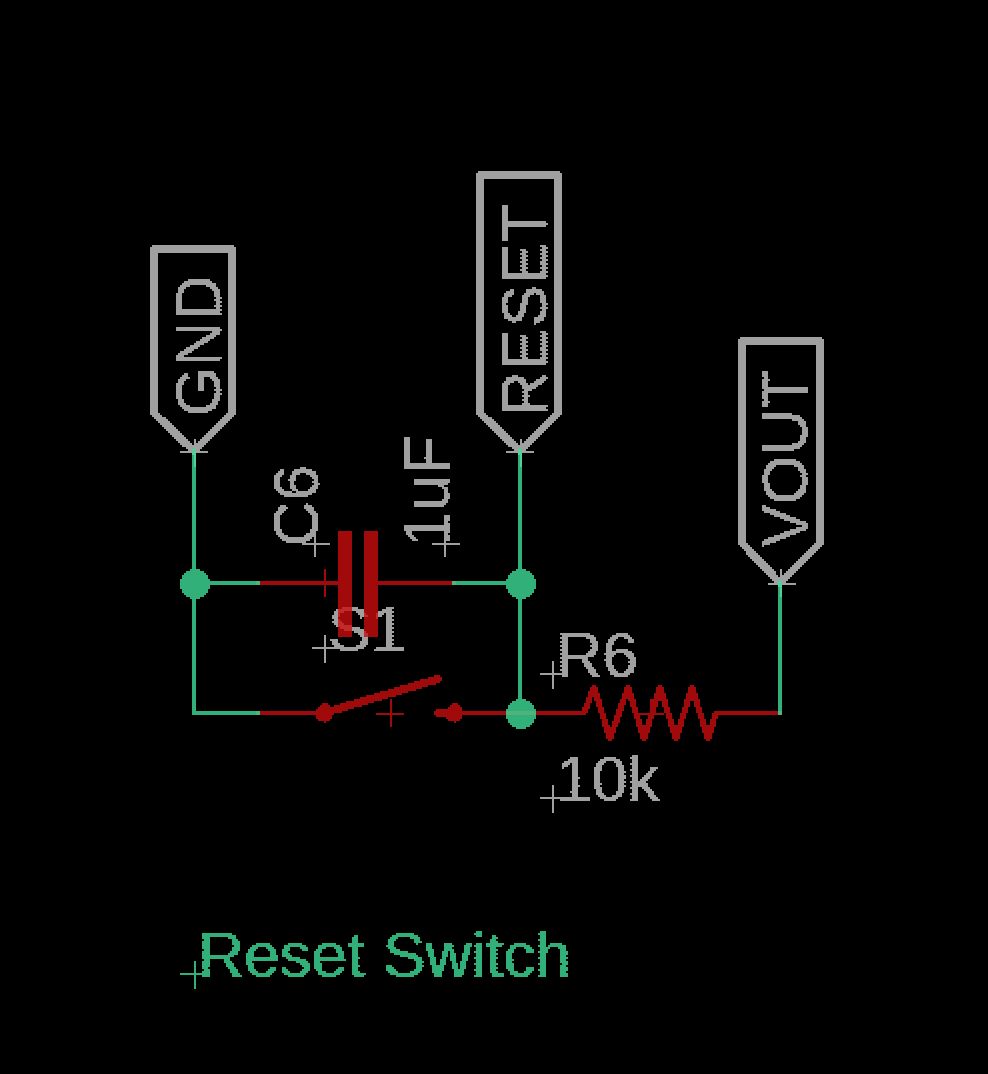 GND
RESET
VOUT
C6
1uF
S1
R6
10k
Reset Switch